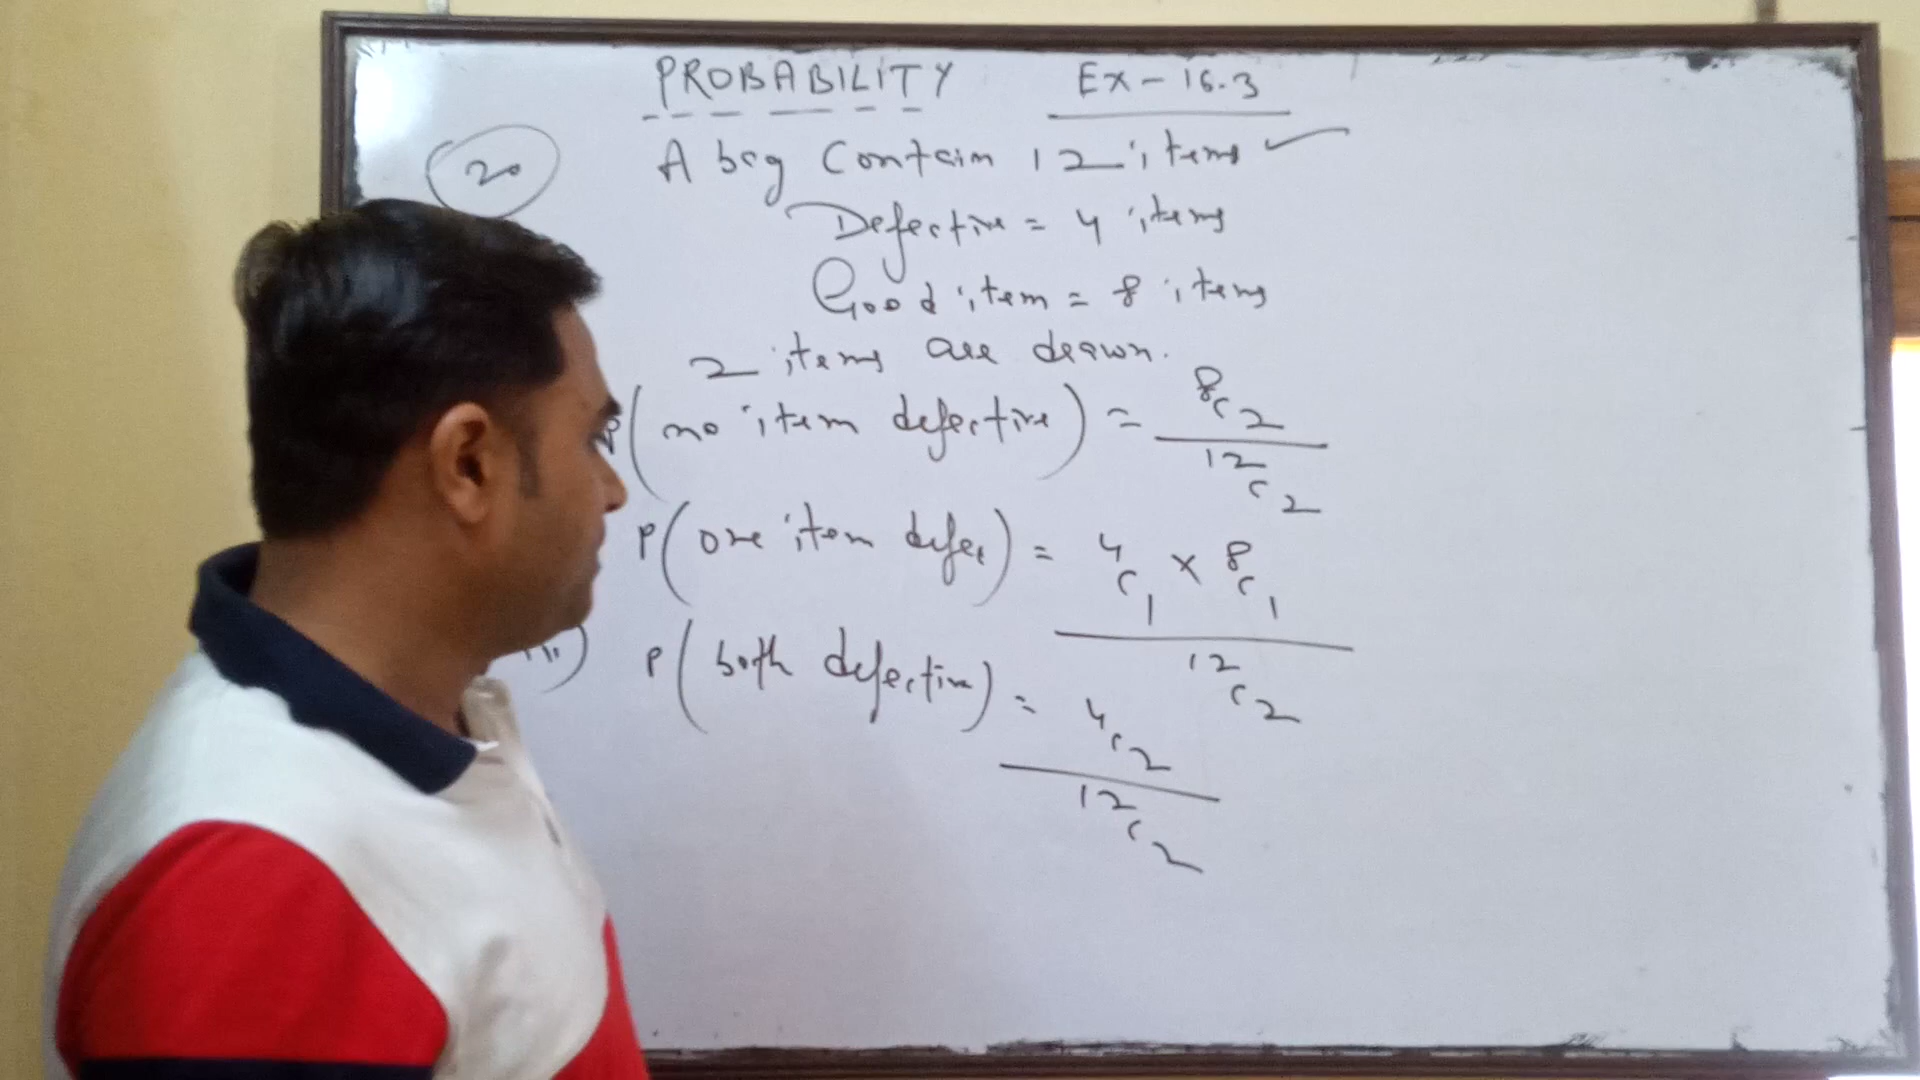 PROBABILITY Ex-16.3
20 A bag Contain 12 items ✓
Defective = 4 items
Good item = 8 items
2 items are drawn.
P(no item defective) = 8c2 / 12c2
P(one item defec) = 4c1 × 8c1 / 12c2
P(both defective) = 4c2 / 12c2